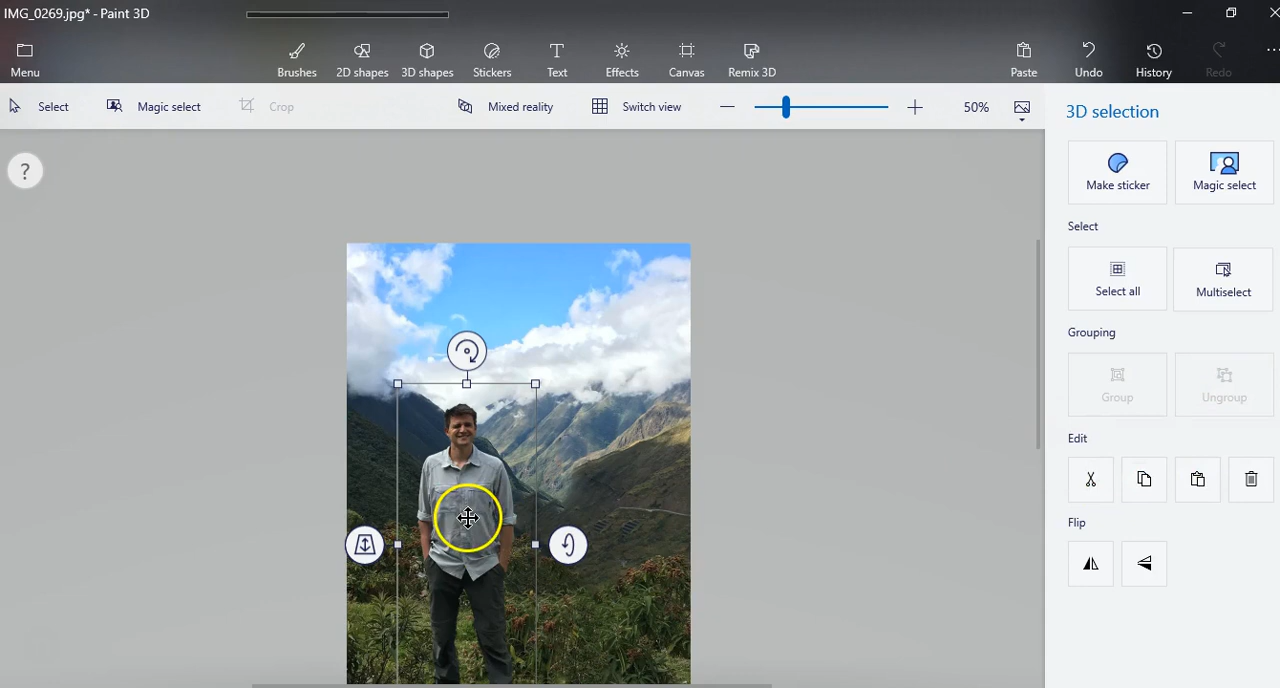 IMG_0269.jpg* - Paint 3D
Menu
Brushes
2D shapes
3D shapes
Stickers
Text
Effects
Canvas
Remix 3D
Paste
Undo
History
Redo
Select
Magic select
Crop
Mixed reality
Switch view
50%
?
3D selection
Make sticker
Magic select
Select
Select all
Multiselect
Grouping
Group
Ungroup
Edit
Flip